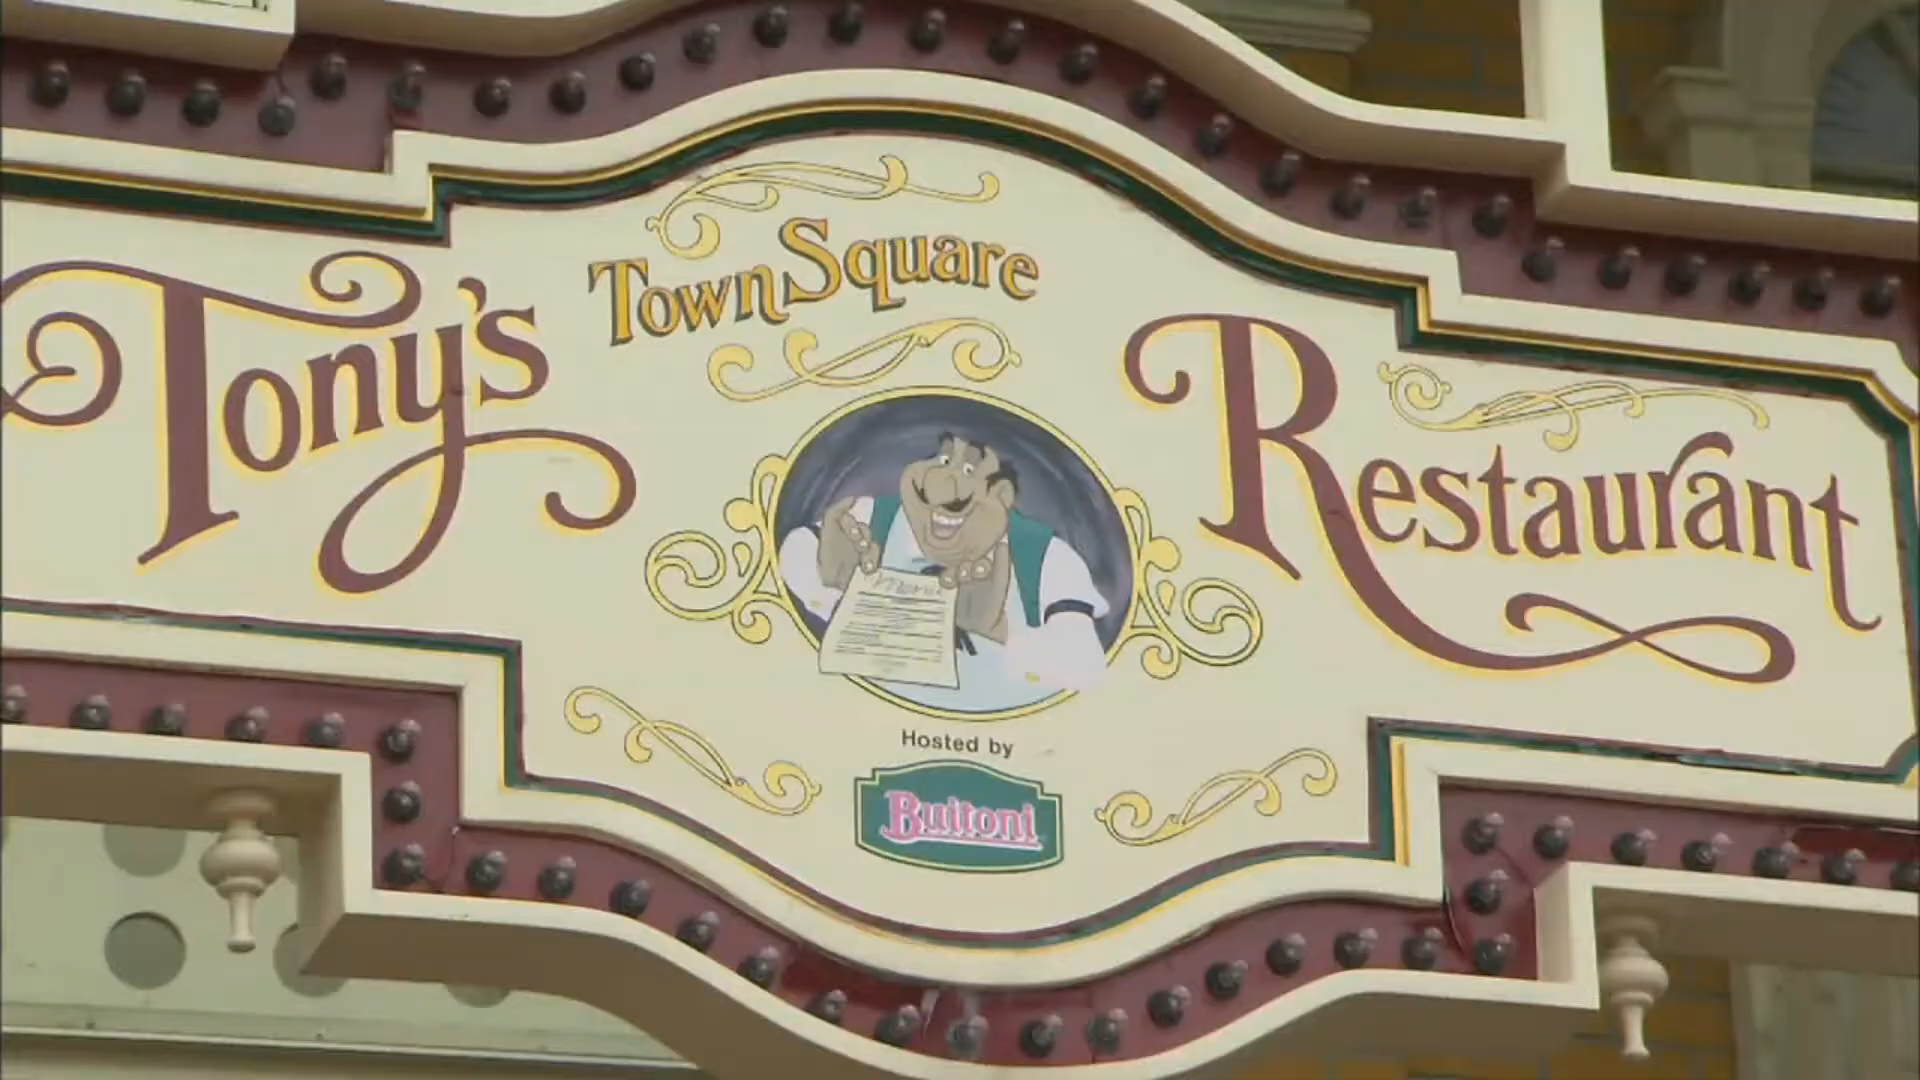 Tony's
Town Square
Restaurant
Menu
Hosted by
Buitoni